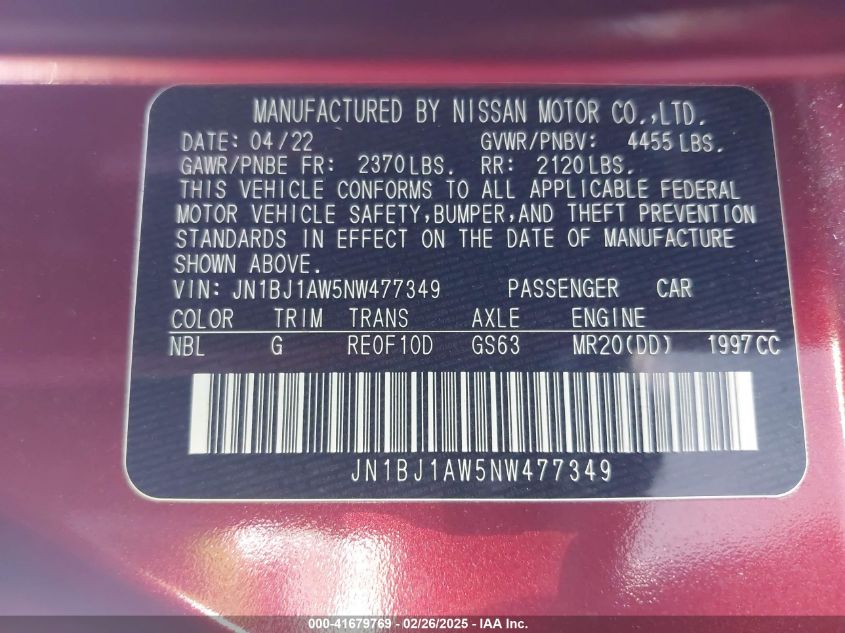 MANUFACTURED BY NISSAN MOTOR CO.,LTD.
DATE: 04/22 GVWR/PNBV: 4455 LBS.
GAWR/PNBE FR: 2370LBS. RR: 2120LBS.
THIS VEHICLE CONFORMS TO ALL APPLICABLE FEDERAL
MOTOR VEHICLE SAFETY,BUMPER,AND THEFT PREVENTION
STANDARDS IN EFFECT ON THE DATE OF MANUFACTURE
SHOWN ABOVE.
VIN: JN1BJ1AW5NW477349 PASSENGER CAR
COLOR TRIM TRANS AXLE ENGINE
NBL G RE0F10D GS63 MR20(DD) 1997CC
JN1BJ1AW5NW477349
000-41679769 - 02/26/2025 - IAAI Inc.